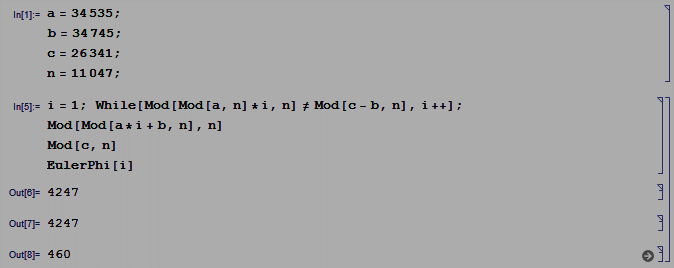 In[1]:= a = 34535;
b = 34745;
c = 26341;
n = 11047;
In[5]:= i = 1; While[Mod[Mod[a, n] * i, n] ≠ Mod[c - b, n], i++];
Mod[Mod[a * i + b, n], n]
Mod[c, n]
EulerPhi[i]
Out[6]= 4247
Out[7]= 4247
Out[8]= 460